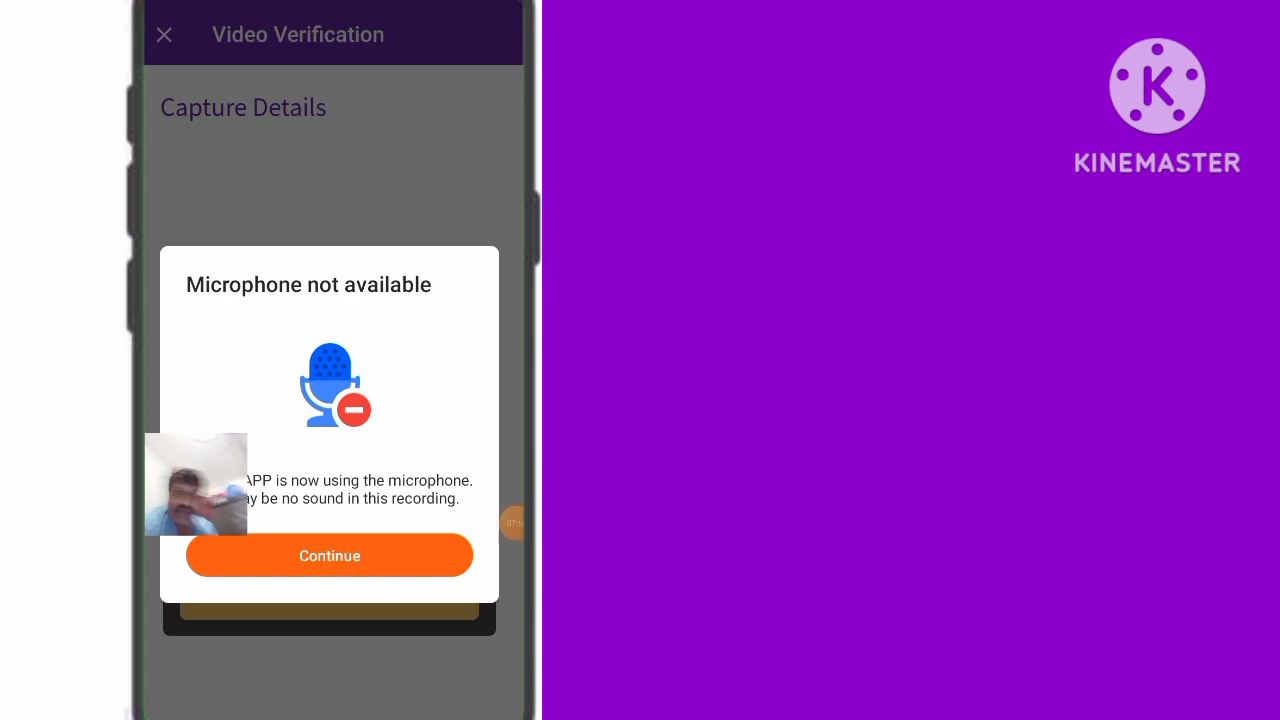 Video Verification
Capture Details
Microphone not available
APP is now using the microphone.
be no sound in this recording.
Continue
K
KINEMASTER